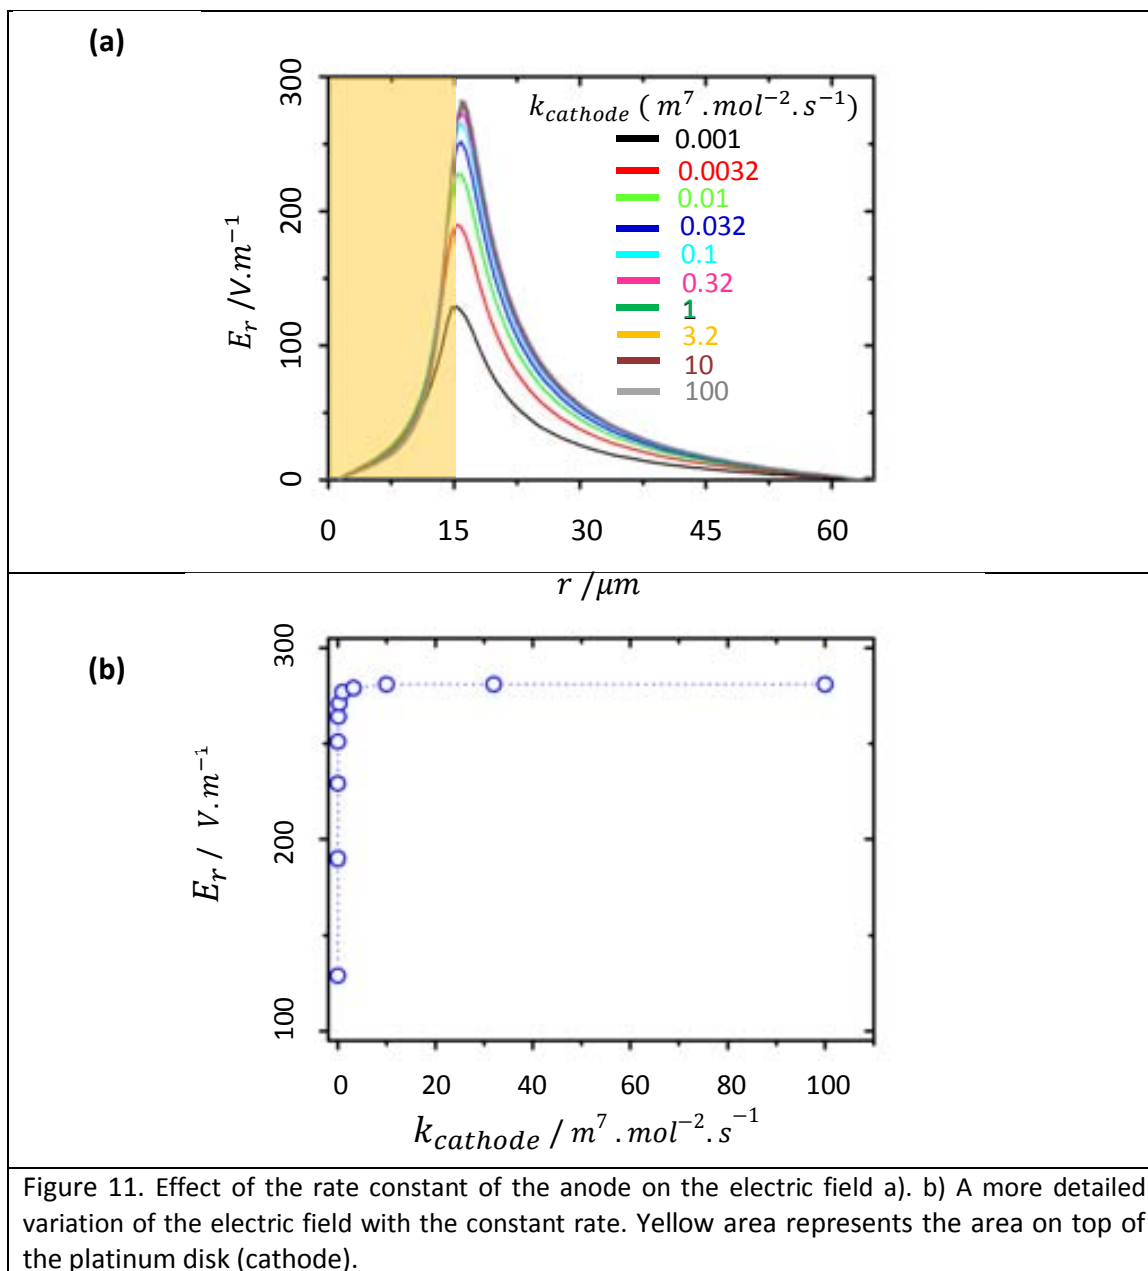 (a)
300
200
100
0
E_r /V.m^{-1}
k_{cathode} ( m^7 .mol^{-2}.s^{-1})
0.001
0.0032
0.01
0.032
0.1
0.32
1
3.2
10
100
0 15 30 45 60
r /μm
(b)
300
200
100
E_r / V.m^{-1}
0 20 40 60 80 100
k_{cathode} / m^7 . mol^{-2}. s^{-1}
Figure 11. Effect of the rate constant of the anode on the electric field a). b) A more detailed
variation of the electric field with the constant rate. Yellow area represents the area on top of
the platinum disk (cathode).